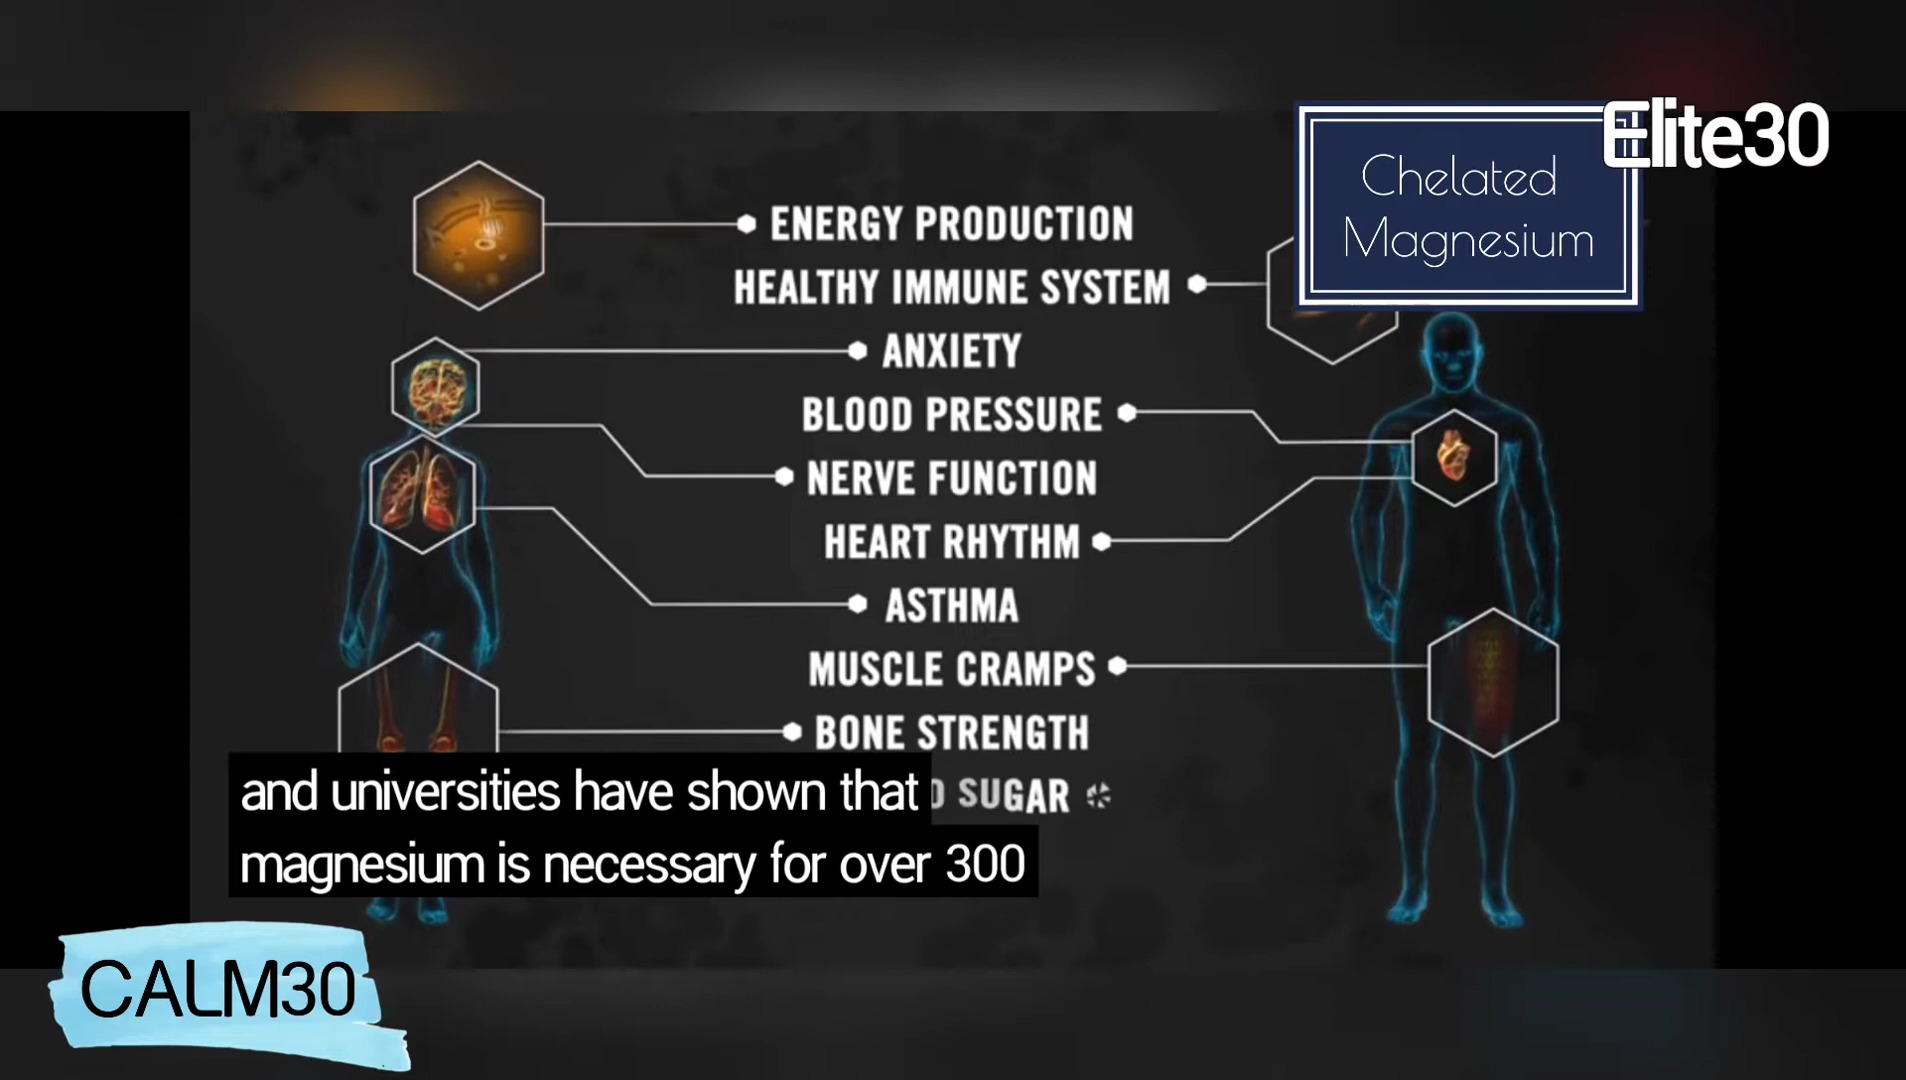 Elite30
Chelated
Magnesium
ENERGY PRODUCTION
HEALTHY IMMUNE SYSTEM
ANXIETY
BLOOD PRESSURE
NERVE FUNCTION
HEART RHYTHM
ASTHMA
MUSCLE CRAMPS
BONE STRENGTH
SUGAR
and universities have shown that
magnesium is necessary for over 300
CALM30